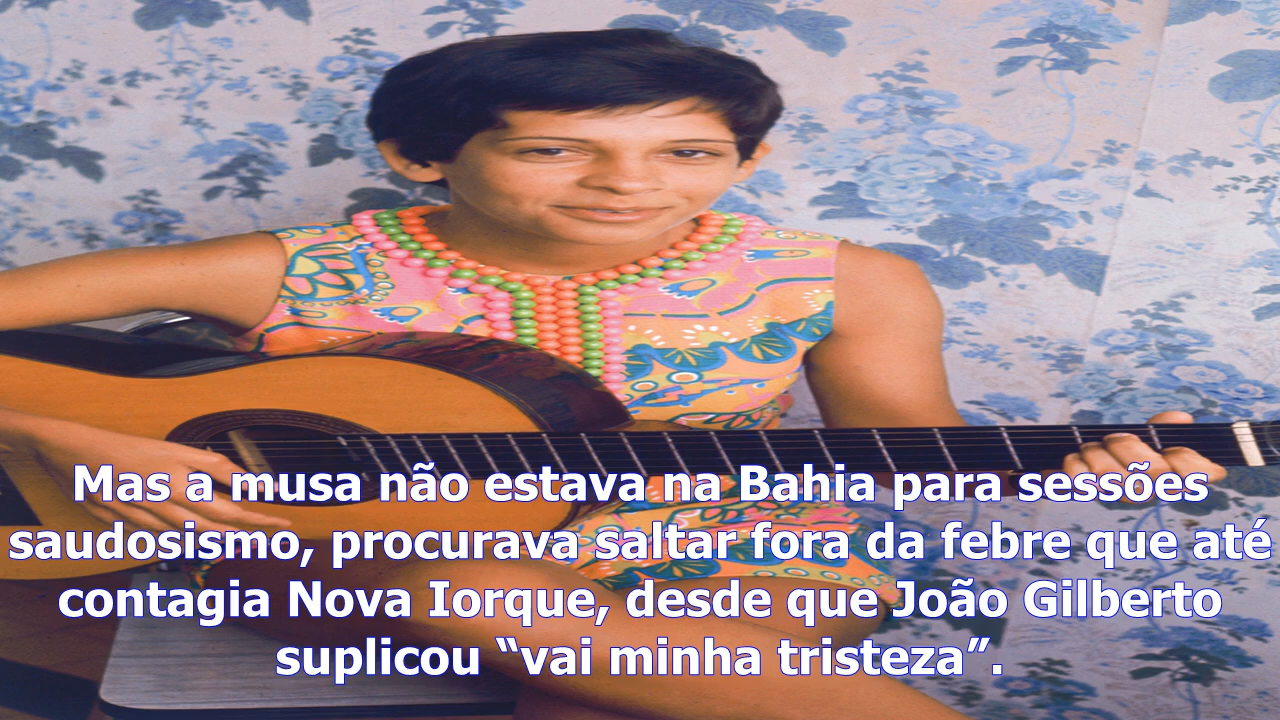 Mas a musa não estava na Bahia para sessões
saudosismo, procurava saltar fora da febre que até
contagia Nova Iorque, desde que João Gilberto
suplicou “vai minha tristeza”.